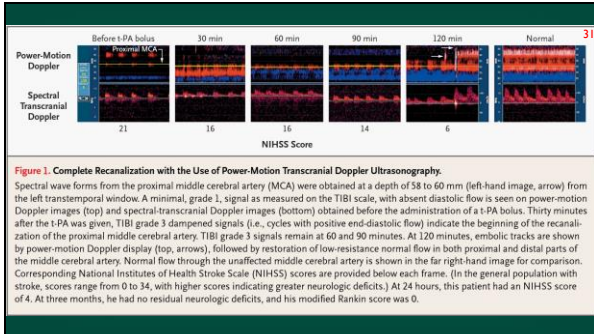 31
Before t-PA bolus 30 min 60 min 90 min 120 min Normal
Proximal MCA
Power-Motion
Doppler
Spectral
Transcranial
Doppler
21 16 16 14 6
NIHSS Score
Figure 1. Complete Recanalization with the Use of Power-Motion Transcranial Doppler Ultrasonography.
Spectral wave forms from the proximal middle cerebral artery (MCA) were obtained at a depth of 58 to 60 mm (left-hand image, arrow) from
the left transtemporal window. A minimal, grade 1, signal as measured on the TIBI scale, with absent diastolic flow is seen on power-motion
Doppler images (top) and spectral-transcranial Doppler images (bottom) obtained before the administration of a t-PA bolus. Thirty minutes
after the t-PA was given, TIBI grade 3 dampened signals (i.e., cycles with positive end-diastolic flow) indicate the beginning of the recanali-
zation of the proximal middle cerebral artery. TIBI grade 3 signals remain at 60 and 90 minutes. At 120 minutes, embolic tracks are shown
by power-motion Doppler display (top, arrows), followed by restoration of low-resistance normal flow in both proximal and distal parts of
the middle cerebral artery. Normal flow through the unaffected middle cerebral artery is shown in the far right-hand image for comparison.
Corresponding National Institutes of Health Stroke Scale (NIHSS) scores are provided below each frame. (In the general population with
stroke, scores range from 0 to 34, with higher scores indicating greater neurologic deficits.) At 24 hours, this patient had an NIHSS score
of 4. At three months, he had no residual neurologic deficits, and his modified Rankin score was 0.